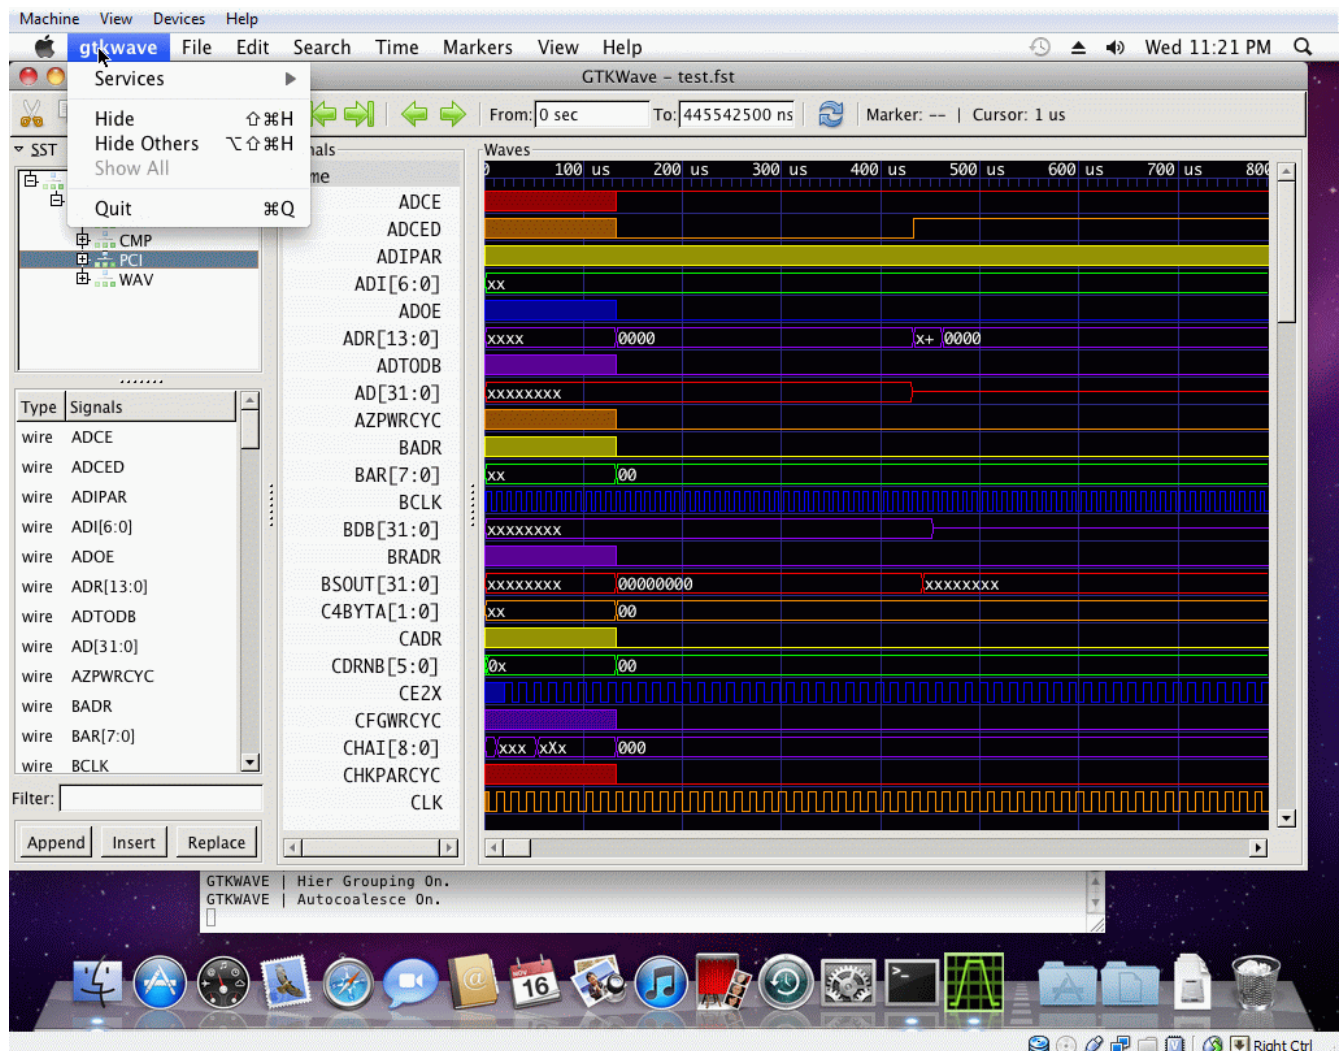 Machine View Devices Help
gtkwave File Edit Search Time Markers View Help Wed 11:21 PM
GTKWave – test.fst
Services
Hide ⇧⌘H
Hide Others ⌥⇧⌘H
Show All
Quit ⌘Q
From: 0 sec To: 445542500 ns Marker: -- | Cursor: 1 us
SST
CMP
PCI
WAV
Type Signals
wire ADCE
wire ADCED
wire ADIPAR
wire ADI[6:0]
wire ADOE
wire ADR[13:0]
wire ADTODB
wire AD[31:0]
wire AZPWRCYC
wire BADR
wire BAR[7:0]
wire BCLK
Filter:
Append Insert Replace
nals
me
ADCE
ADCED
ADIPAR
ADI[6:0]
ADOE
ADR[13:0]
ADTODB
AD[31:0]
AZPWRCYC
BADR
BAR[7:0]
BCLK
BDB[31:0]
BRADR
BSOUT[31:0]
C4BYTA[1:0]
CADR
CDRNB[5:0]
CE2X
CFGWRCYC
CHAI[8:0]
CHKPARCYC
CLK
Waves
100 us 200 us 300 us 400 us 500 us 600 us 700 us 800
xx
xxxx 0000 x+ 0000
xxxxxxxx
xx 00
xxxxxxxx
xxxxxxxx 00000000 xxxxxxxx
xx 00
0x 00
xxx xXx 000
GTKWAVE | Hier Grouping On.
GTKWAVE | Autocoalesce On.
NOV
16
Right Ctrl